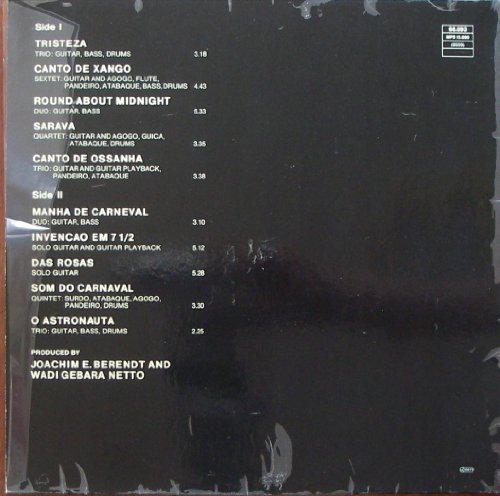 Side I
TRISTEZA
TRIO: GUITAR, BASS, DRUMS 3.18
CANTO DE XANGO
SEXTET: GUITAR AND AGOGO, FLUTE,
PANDEIRO, ATABAQUE, BASS, DRUMS 4.43
ROUND ABOUT MIDNIGHT
DUO: GUITAR, BASS 5.33
SARAVA
QUARTET: GUITAR AND AGOGO, GUICA,
ATABAQUE, DRUMS 3.35
CANTO DE OSSANHA
TRIO: GUITAR AND GUITAR PLAYBACK,
PANDEIRO, ATABAQUE 3.38
Side II
MANHA DE CARNEVAL
DUO: GUITAR, BASS 3.10
INVENCAO EM 7 1/2
SOLO GUITAR AND GUITAR PLAYBACK 5.12
DAS ROSAS
SOLO GUITAR 5.28
SOM DO CARNAVAL
QUINTET: SURDO, ATABAQUE, AGOGO,
PANDEIRO, DRUMS 3.30
O ASTRONAUTA
TRIO: GUITAR, BASS, DRUMS 2.25
PRODUCED BY
JOACHIM E. BERENDT AND
WADI GEBARA NETTO
68.093
MPS 15.090